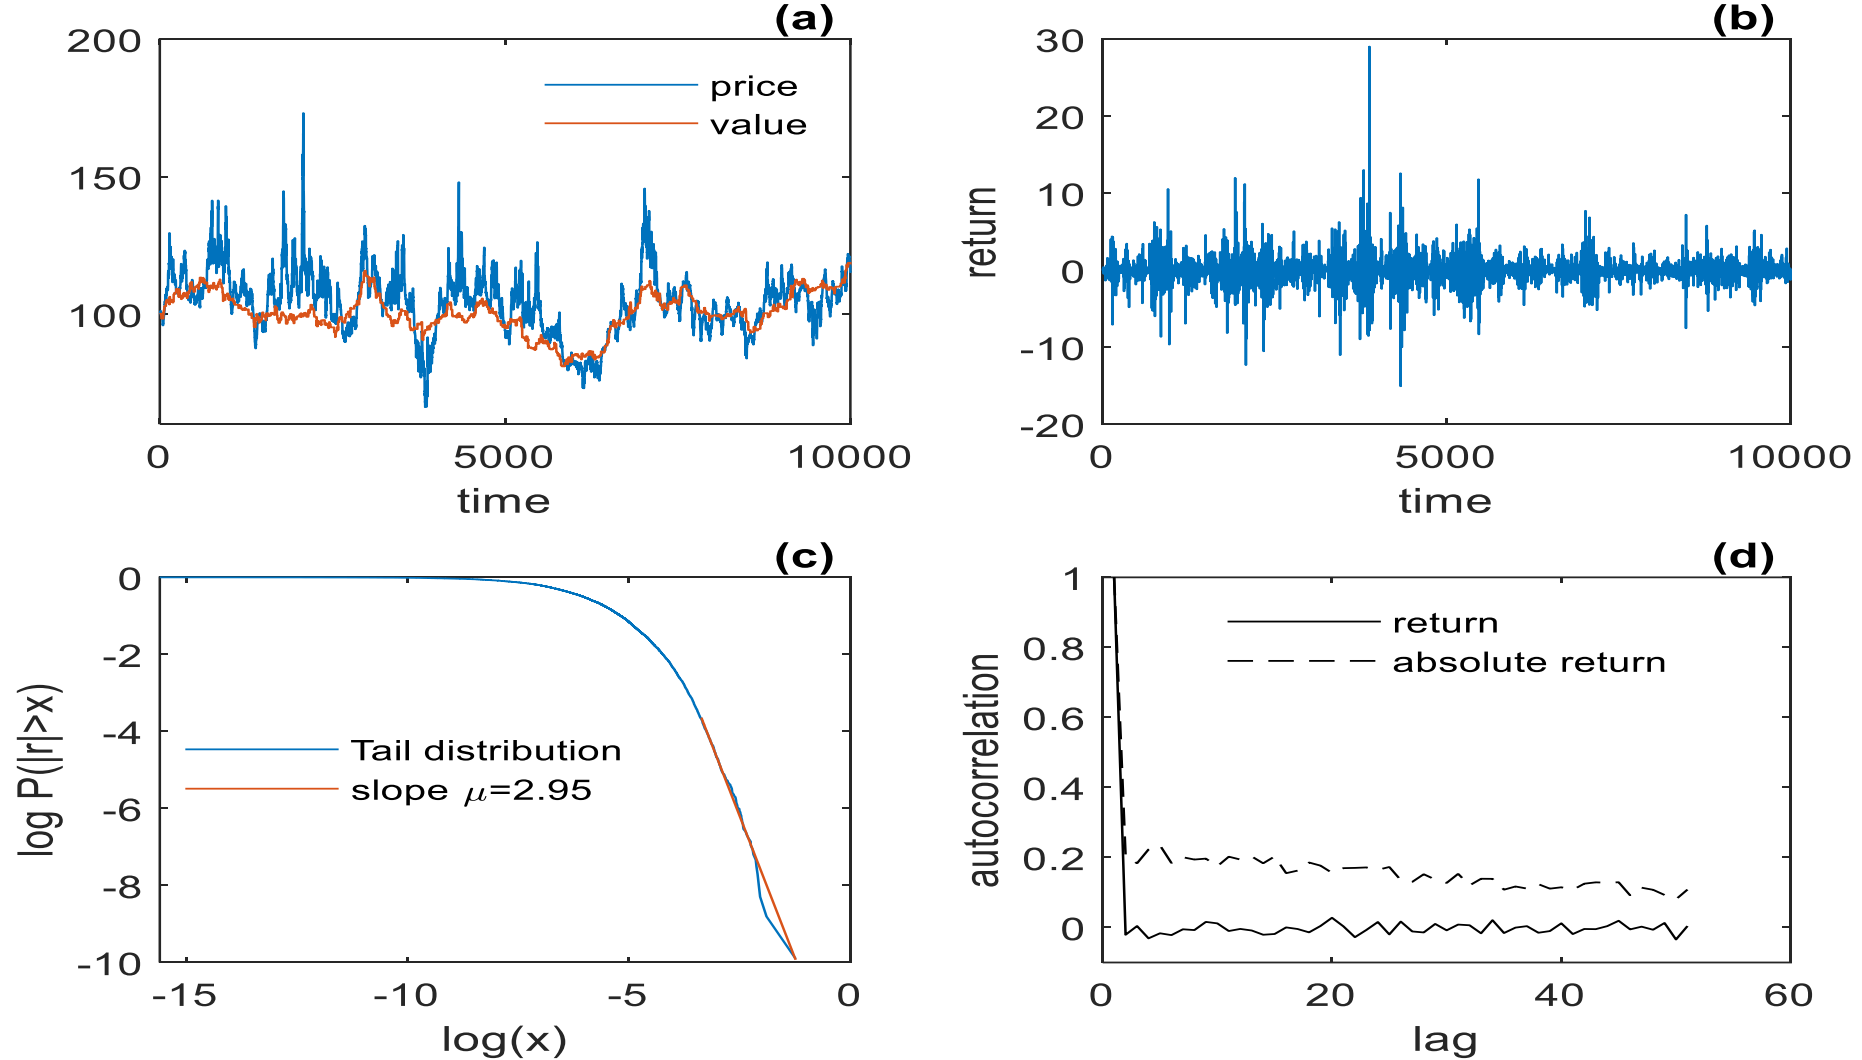 (a)
200
150
100
price
value
0
5000
10000
time
(b)
30
20
10
0
-10
-20
return
0
5000
10000
time
(c)
0
-2
-4
-6
-8
-10
log P(|r|>x)
Tail distribution
slope μ=2.95
-15
-10
-5
0
log(x)
(d)
1
0.8
0.6
0.4
0.2
0
autocorrelation
return
absolute return
0
20
40
60
lag